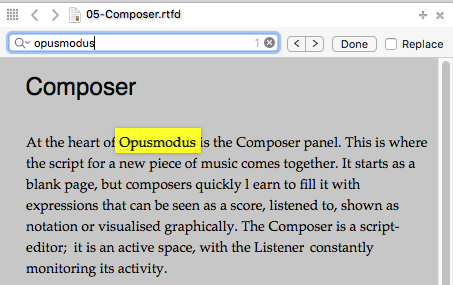 05-Composer.rtfd
opusmodus 1 Done Replace
Composer
At the heart of Opusmodus is the Composer panel. This is where
the script for a new piece of music comes together. It starts as a
blank page, but composers quickly l earn to fill it with
expressions that can be seen as a score, listened to, shown as
notation or visualised graphically. The Composer is a script-
editor; it is an active space, with the Listener constantly
monitoring its activity.